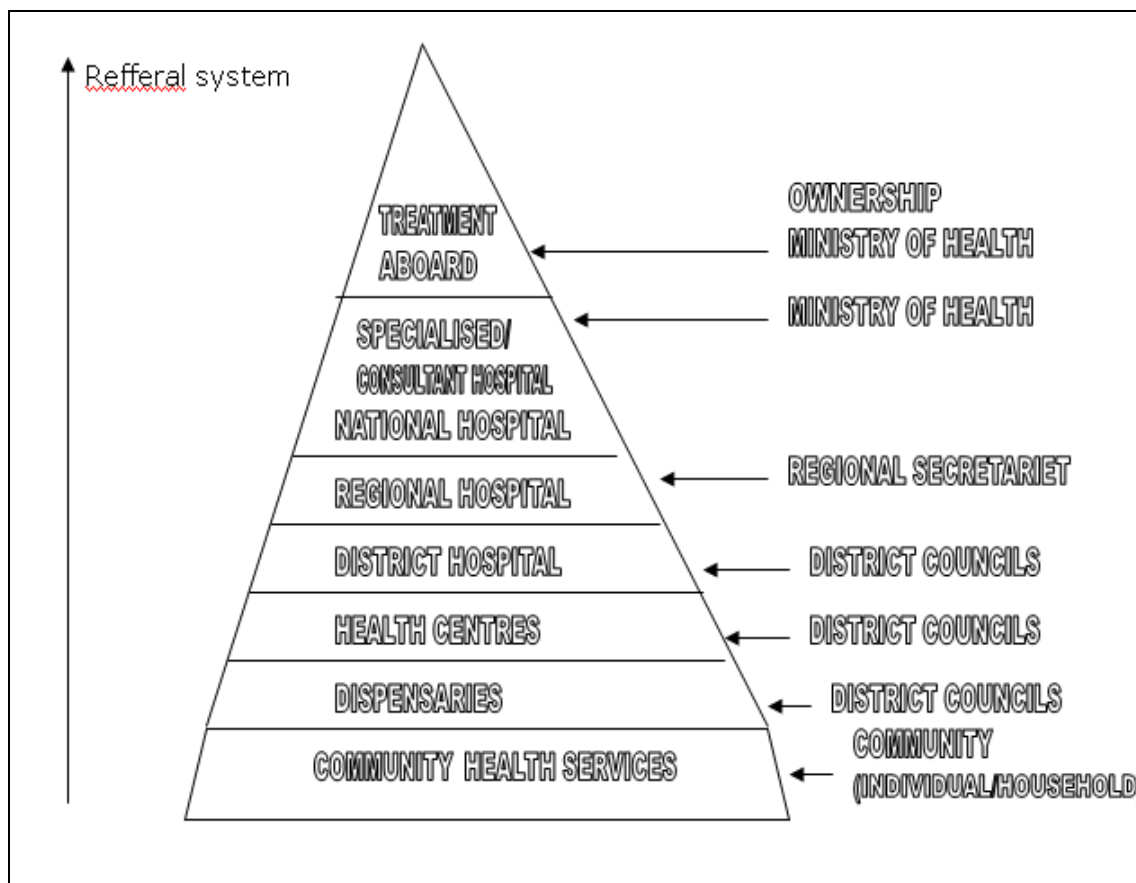 Refferal system
OWNERSHIP
TREATMENT
ABOARD
MINISTRY OF HEALTH
SPECIALISED/
CONSULTANT HOSPITAL
NATIONAL HOSPITAL
MINISTRY OF HEALTH
REGIONAL HOSPITAL
REGIONAL SECRETARIET
DISTRICT HOSPITAL
DISTRICT COUNCILS
HEALTH CENTRES
DISTRICT COUNCILS
DISPENSARIES
DISTRICT COUNCILS
COMMUNITY HEALTH SERVICES
COMMUNITY
(INDIVIDUAL/HOUSEHOLD